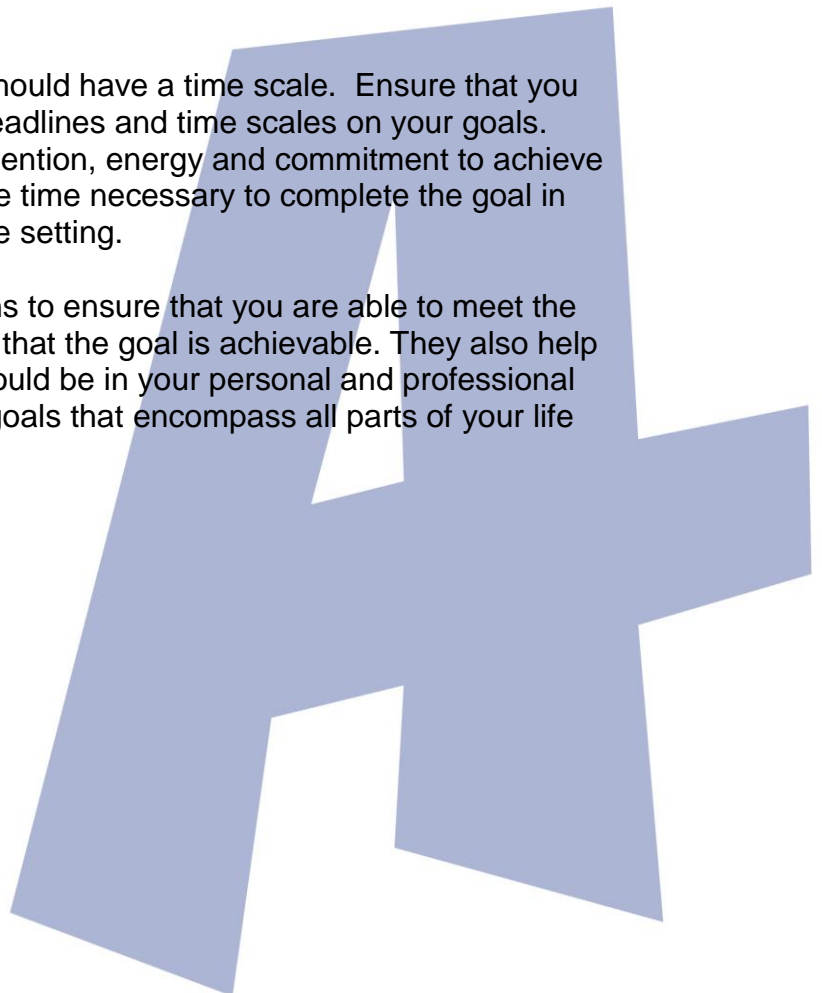 hould have a time scale.  Ensure that you
eadlines and time scales on your goals.
ention, energy and commitment to achieve
e time necessary to complete the goal in
e setting.
ns to ensure that you are able to meet the
that the goal is achievable. They also help
ould be in your personal and professional
goals that encompass all parts of your life